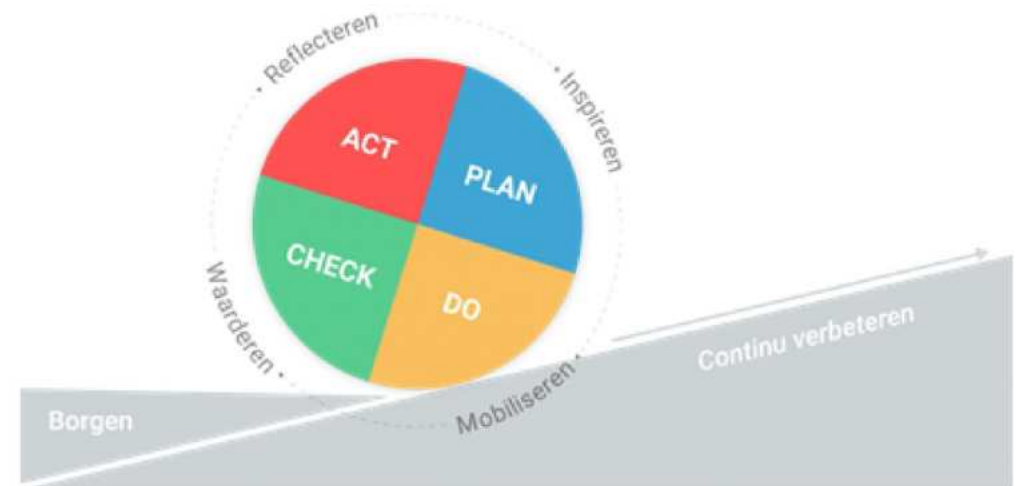 Reflecteren
Inspireren
ACT
PLAN
CHECK
DO
Waarderen
Mobiliseren
Continu verbeteren
Borgen